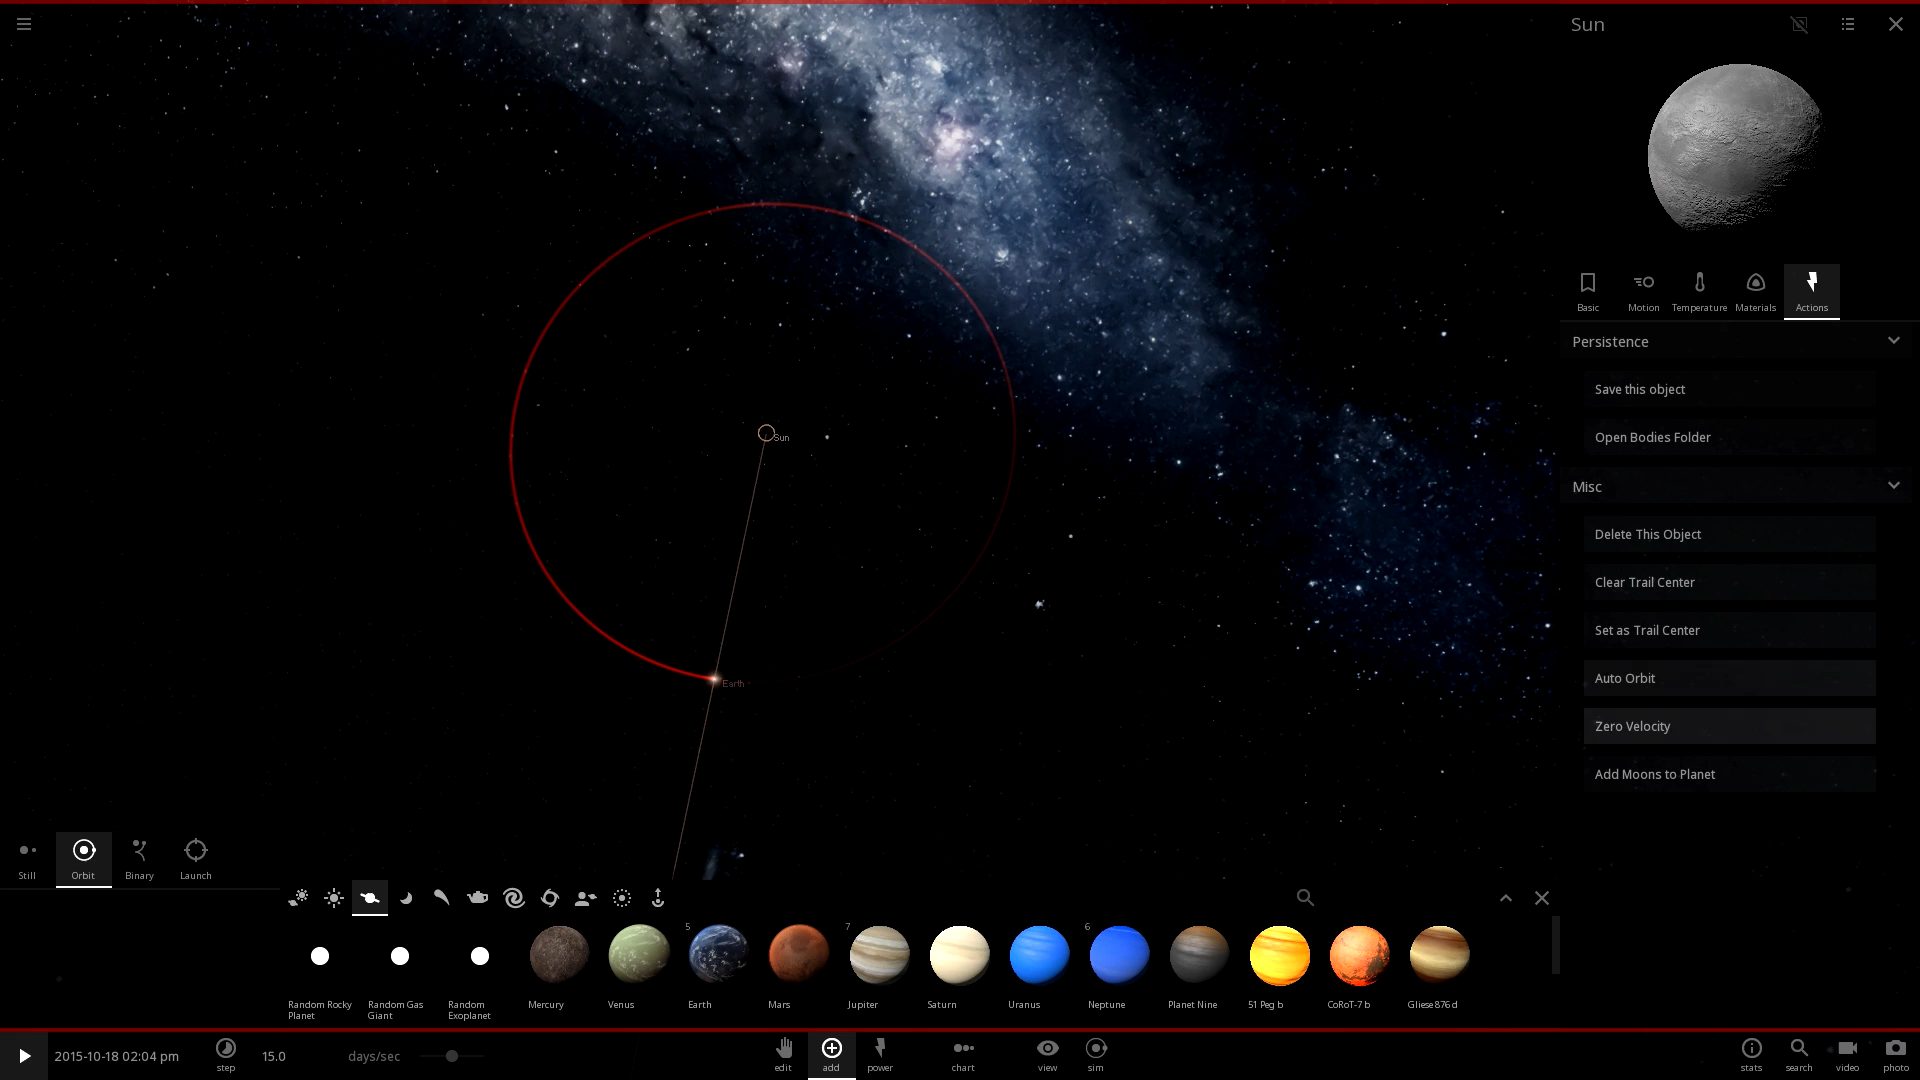 Sun
Basic
Motion
Temperature
Materials
Actions
Persistence
Save this object
Open Bodies Folder
Misc
Delete This Object
Clear Trail Center
Set as Trail Center
Auto Orbit
Zero Velocity
Add Moons to Planet
Sun
Earth
Still
Orbit
Binary
Launch
5
7
6
Random Rocky
Planet
Random Gas
Giant
Random
Exoplanet
Mercury
Venus
Earth
Mars
Jupiter
Saturn
Uranus
Neptune
Planet Nine
51 Peg b
CoRoT-7 b
Gliese 876 d
2015-10-18 02:04 pm
step
15.0
days/sec
edit
add
power
chart
view
sim
stats
search
video
photo